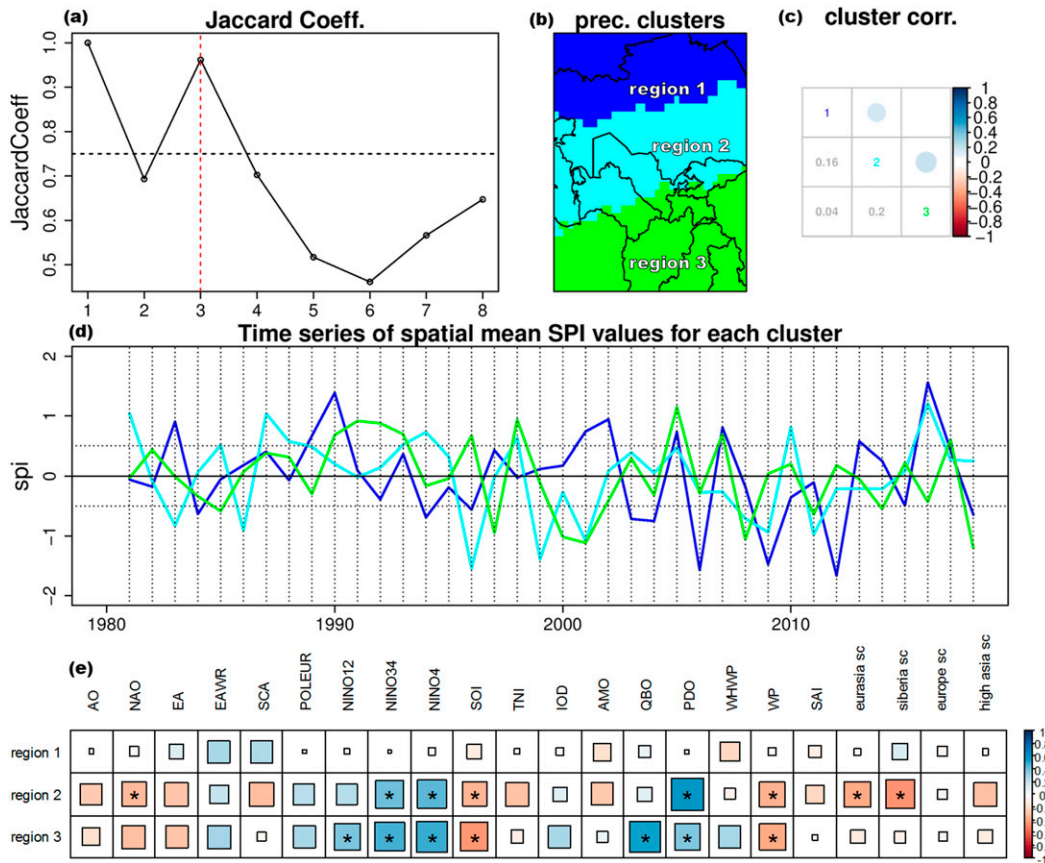 (a) Jaccard Coeff.
JaccardCoeff
1.0
0.9
0.8
0.7
0.6
0.5
1 2 3 4 5 6 7 8
(b) prec. clusters
region 1
region 2
region 3
(c) cluster corr.
1
0.16 2
0.04 0.2 3
1
0.8
0.6
0.4
0.2
0
−0.2
−0.4
−0.6
−0.8
−1
(d) Time series of spatial mean SPI values for each cluster
spi
2
1
0
−1
−2
1980 1990 2000 2010
(e)
AO NAO EA EAWR SCA POLEUR NINO12 NINO34 NINO4 SOI TNI IOD AMO QBO PDO WHWP WP SAI eurasia sc siberia sc europe sc high asia sc
region 1
region 2 * * * * * * * *
region 3 * * * * * * *